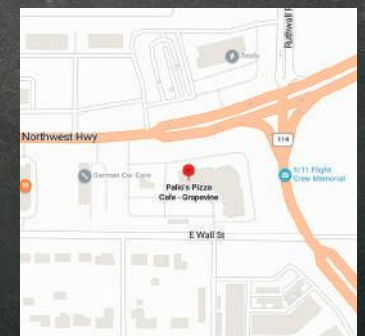 Ruthwall
Tesla
Northwest Hwy
114
German Car Care
9/11 Flight
Crew Memorial
Palki's Pizza
Cafe - Grapevine
E Wall St